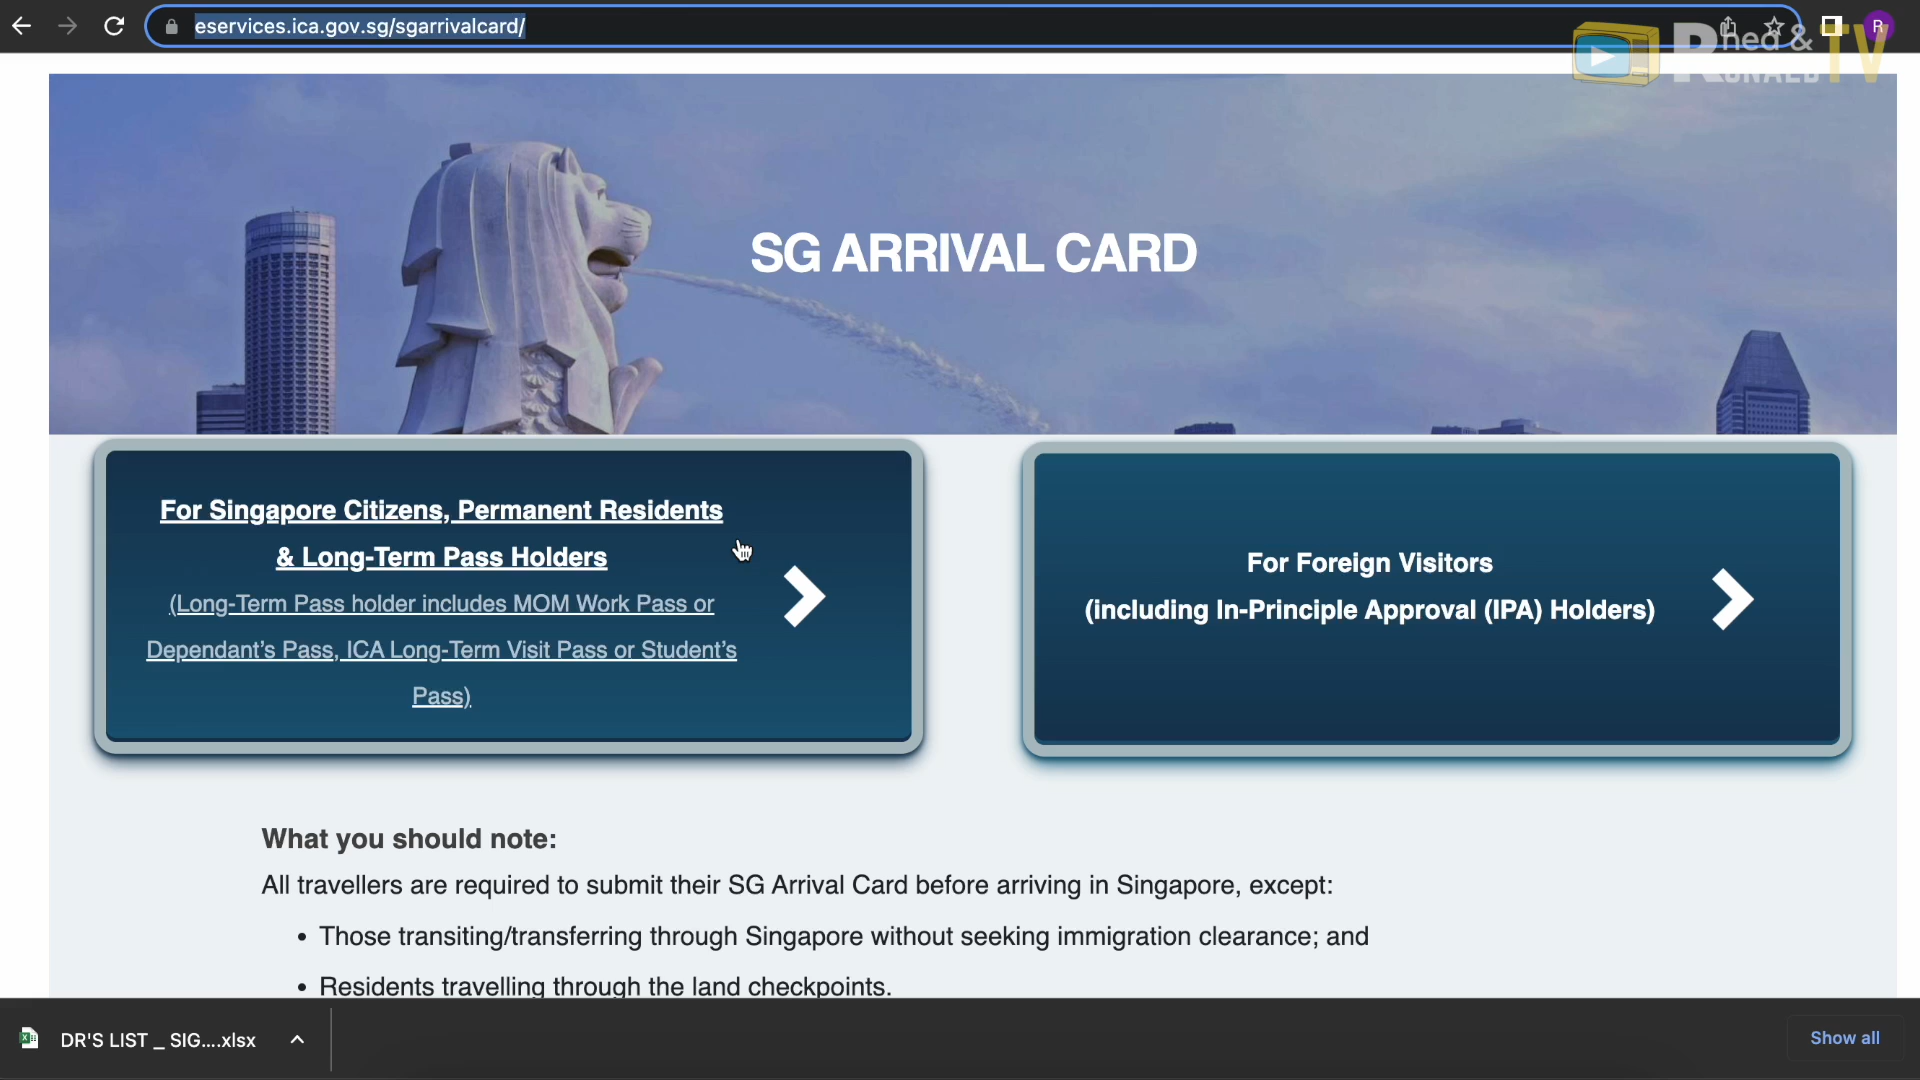 eservices.ica.gov.sg/sgarrivalcard/
R
Rhed &
RONALD TV
SG ARRIVAL CARD
For Singapore Citizens, Permanent Residents
& Long-Term Pass Holders
(Long-Term Pass holder includes MOM Work Pass or
Dependant’s Pass, ICA Long-Term Visit Pass or Student’s
Pass)
For Foreign Visitors
(including In-Principle Approval (IPA) Holders)
What you should note:
All travellers are required to submit their SG Arrival Card before arriving in Singapore, except:
• Those transiting/transferring through Singapore without seeking immigration clearance; and
• Residents travelling through the land checkpoints.
DR'S LIST _ SIG....xlsx
Show all